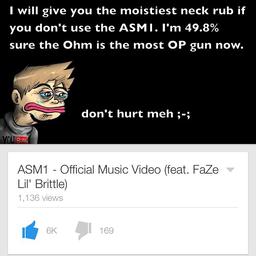 I will give you the moistiest neck rub if
you don't use the ASM1. I'm 49.8%
sure the Ohm is the most OP gun now.
don't hurt meh ;-;
ASM1 - Official Music Video (feat. FaZe
Lil' Brittle)
1,136 views
6K
169